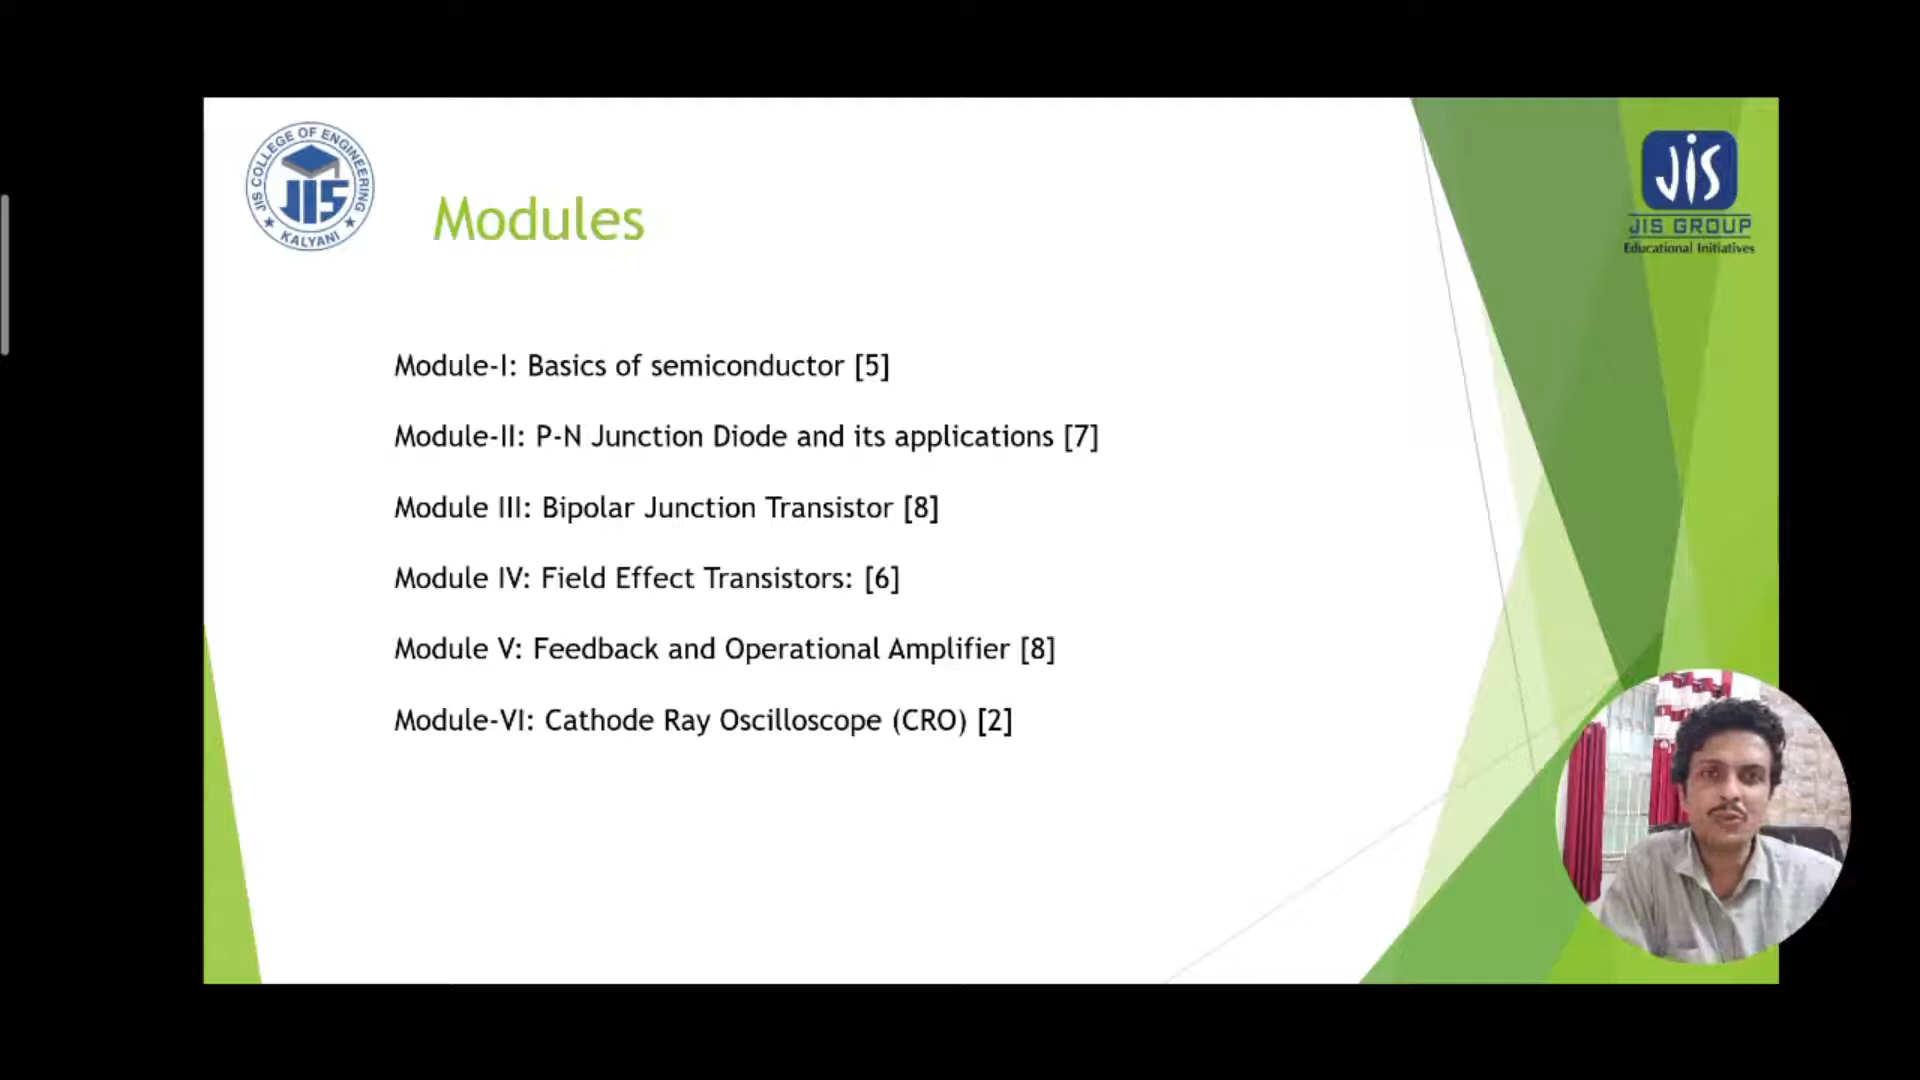 JIS COLLEGE OF ENGINEERING
JIS
★ KALYANI ★
Modules
JIS
JIS GROUP
Educational Initiatives
Module-I: Basics of semiconductor [5]
Module-II: P-N Junction Diode and its applications [7]
Module III: Bipolar Junction Transistor [8]
Module IV: Field Effect Transistors: [6]
Module V: Feedback and Operational Amplifier [8]
Module-VI: Cathode Ray Oscilloscope (CRO) [2]